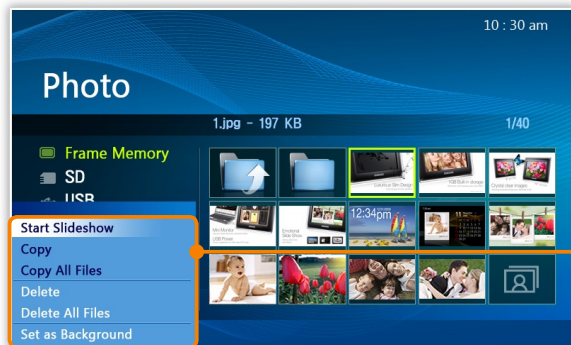 10 : 30 am
Photo
1.jpg - 197 KB
1/40
Frame Memory
SD
USB
Start Slideshow
Copy
Copy All Files
Delete
Delete All Files
Set as Background
12:34pm